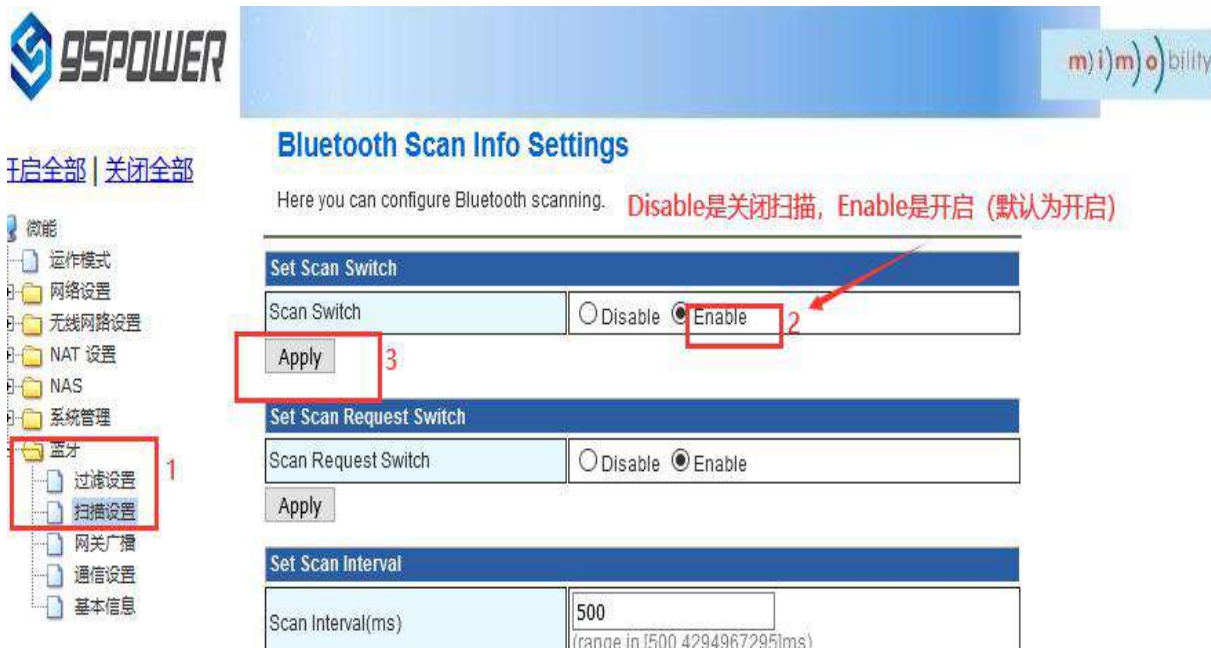 95POWER
m)i)m)o)bility
开启全部 | 关闭全部
微能
运作模式
网络设置
无线网路设置
NAT 设置
NAS
系统管理
蓝牙
过滤设置
扫描设置
网关广播
通信设置
基本信息
1
Bluetooth Scan Info Settings
Here you can configure Bluetooth scanning.
Disable是关闭扫描,Enable是开启(默认为开启)
Set Scan Switch
Scan Switch Disable Enable
2
Apply
3
Set Scan Request Switch
Scan Request Switch Disable Enable
Apply
Set Scan Interval
Scan Interval(ms) 500
(range in [500,4294967295]ms)